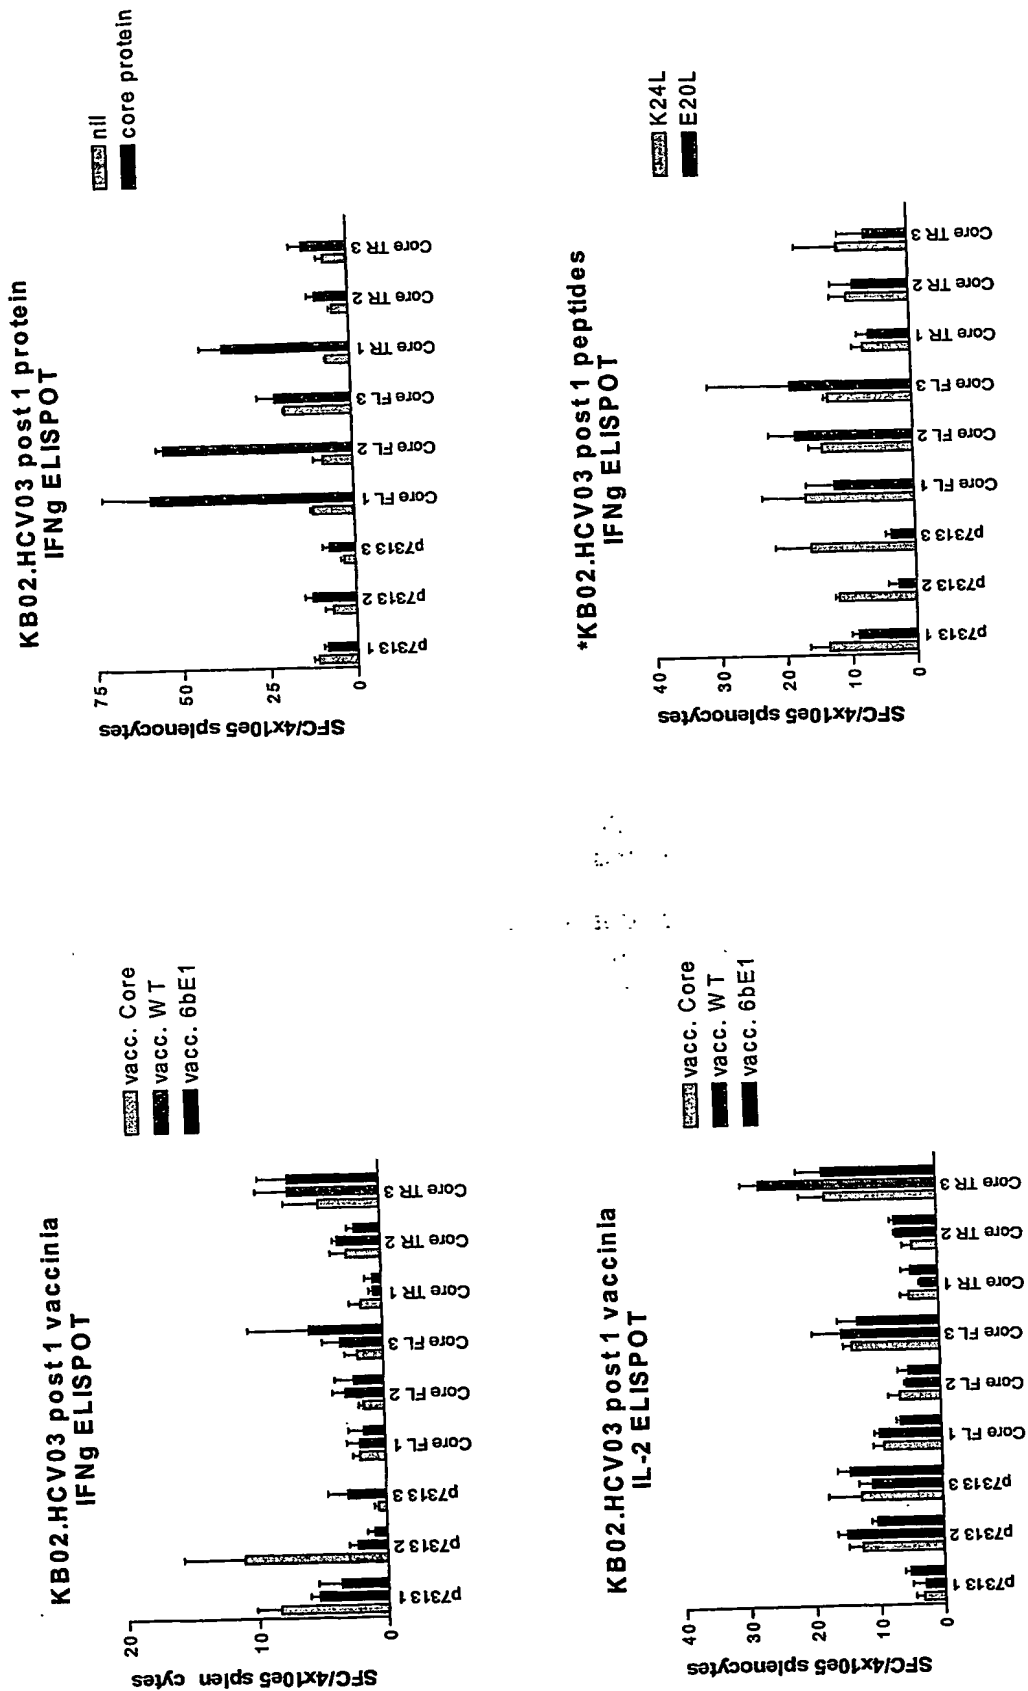 KB02.HCV03 post 1 vaccinia
IFNg ELISPOT
SFC/4x10e5 splen cytes
20
10
0
p7313 1
p7313 2
p7313 3
Core FL 1
Core FL 2
Core FL 3
Core TR 1
Core TR 2
Core TR 3
vacc. Core
vacc. WT
vacc. 6bE1
KB02.HCV03 post 1 protein
IFNg ELISPOT
SFC/4x10e5 splenocytes
75
50
25
0
p7313 1
p7313 2
p7313 3
Core FL 1
Core FL 2
Core FL 3
Core TR 1
Core TR 2
Core TR 3
nil
core protein
KB02.HCV03 post 1 vaccinia
IL-2 ELISPOT
SFC/4x10e5 splenocytes
40
30
20
10
0
p7313 1
p7313 2
p7313 3
Core FL 1
Core FL 2
Core FL 3
Core TR 1
Core TR 2
Core TR 3
vacc. Core
vacc. WT
vacc. 6bE1
*KB02.HCV03 post 1 peptides
IFNg ELISPOT
SFC/4x10e5 splenocytes
40
30
20
10
0
p7313 1
p7313 2
p7313 3
Core FL 1
Core FL 2
Core FL 3
Core TR 1
Core TR 2
Core TR 3
K24L
E20L